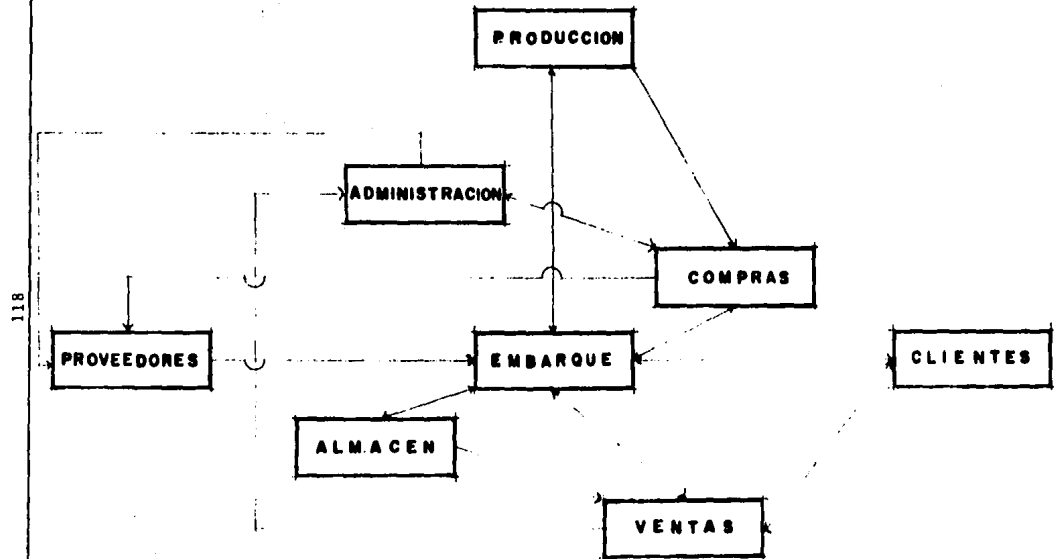 PRODUCCION
ADMINISTRACION
COMPRAS
118
PROVEEDORES
EMBARQUE
CLIENTES
ALMACEN
VENTAS